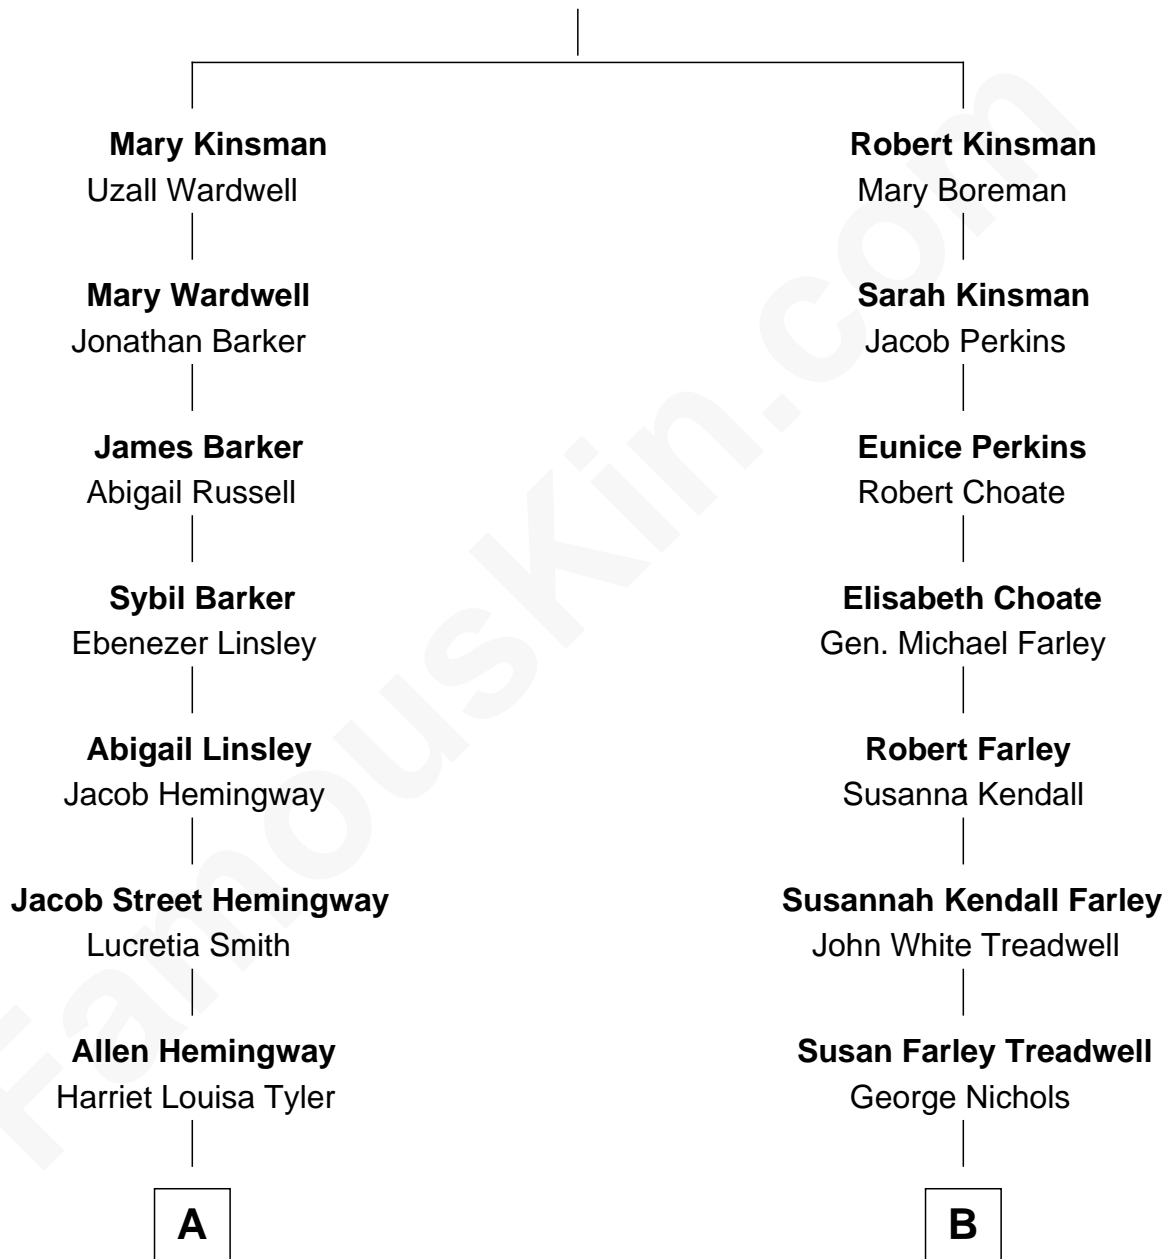 Mary Kinsman
Uzall Wardwell
Mary Wardwell
Jonathan Barker
James Barker
Abigail Russell
Sybil Barker
Ebenezer Linsley
Abigail Linsley
Jacob Hemingway
Jacob Street Hemingway
Lucretia Smith
Allen Hemingway
Harriet Louisa Tyler
A
Robert Kinsman
Mary Boreman
Sarah Kinsman
Jacob Perkins
Eunice Perkins
Robert Choate
Elisabeth Choate
Gen. Michael Farley
Robert Farley
Susanna Kendall
Susannah Kendall Farley
John White Treadwell
Susan Farley Treadwell
George Nichols
B
FamousKin.com